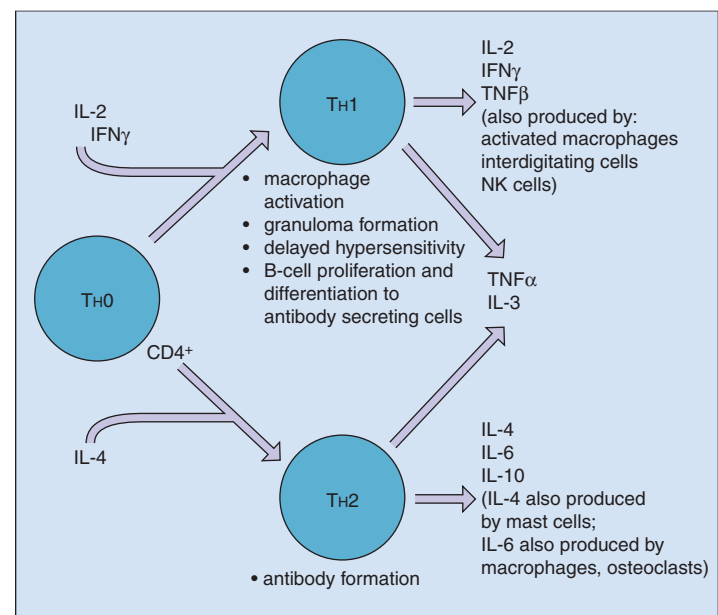 IL-2
IFNγ
TH0
CD4+
IL-4
TH1
• macrophage
activation
• granuloma formation
• delayed hypersensitivity
• B-cell proliferation and
differentiation to
antibody secreting cells
IL-2
IFNγ
TNFβ
(also produced by:
activated macrophages
interdigitating cells
NK cells)
TNFα
IL-3
TH2
• antibody formation
IL-4
IL-6
IL-10
(IL-4 also produced
by mast cells;
IL-6 also produced by
macrophages, osteoclasts)